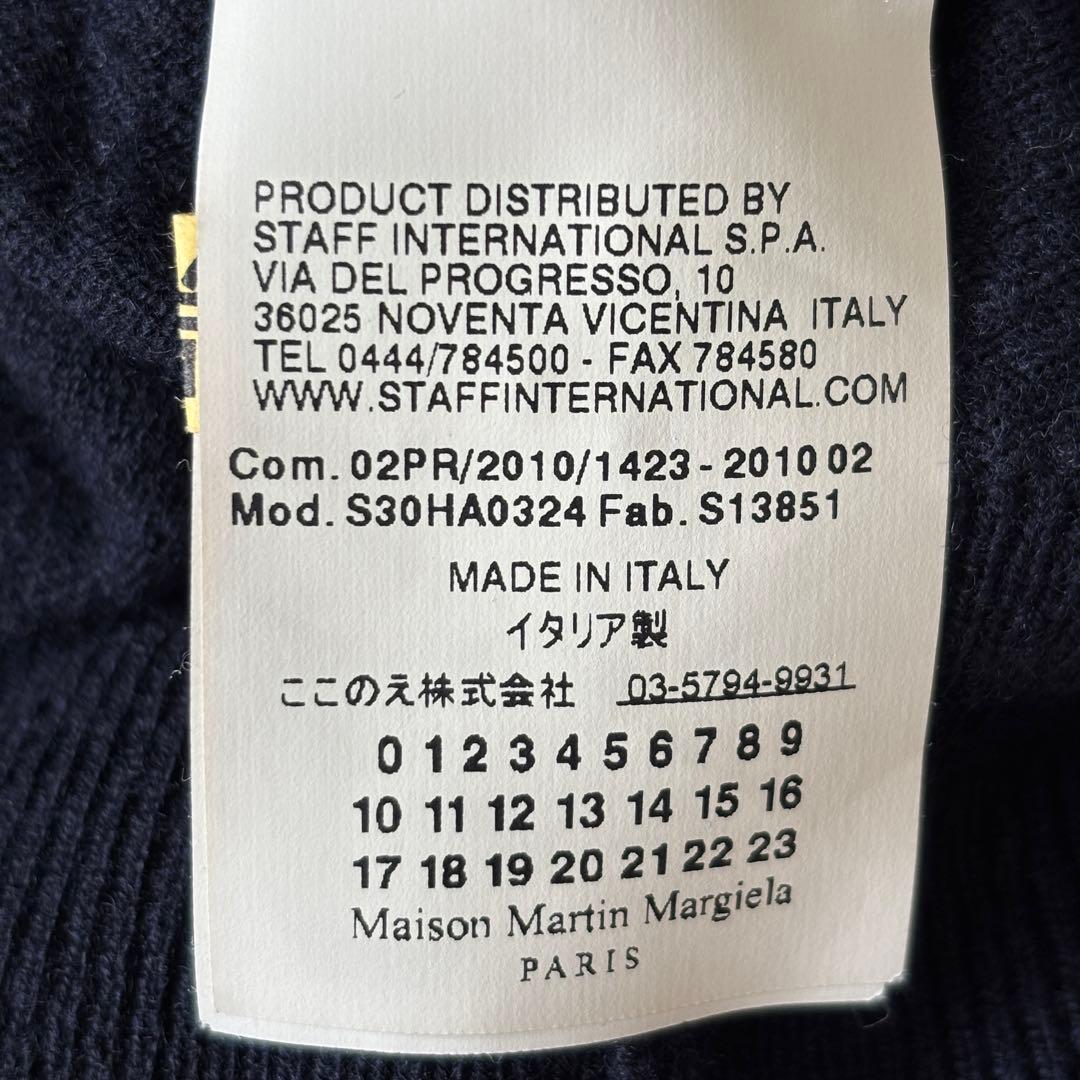 PRODUCT DISTRIBUTED BY
STAFF INTERNATIONAL S.P.A.
VIA DEL PROGRESSO, 10
36025 NOVENTA VICENTINA ITALY
TEL 0444/784500 - FAX 784580
WWW.STAFFINTERNATIONAL.COM
Com. 02PR/2010/1423 - 2010 02
Mod. S30HA0324 Fab. S13851
MADE IN ITALY
イタリア製
ここのえ株式会社 03-5794-9931
0 1 2 3 4 5 6 7 8 9
10 11 12 13 14 15 16
17 18 19 20 21 22 23
Maison Martin Margiela
PARIS